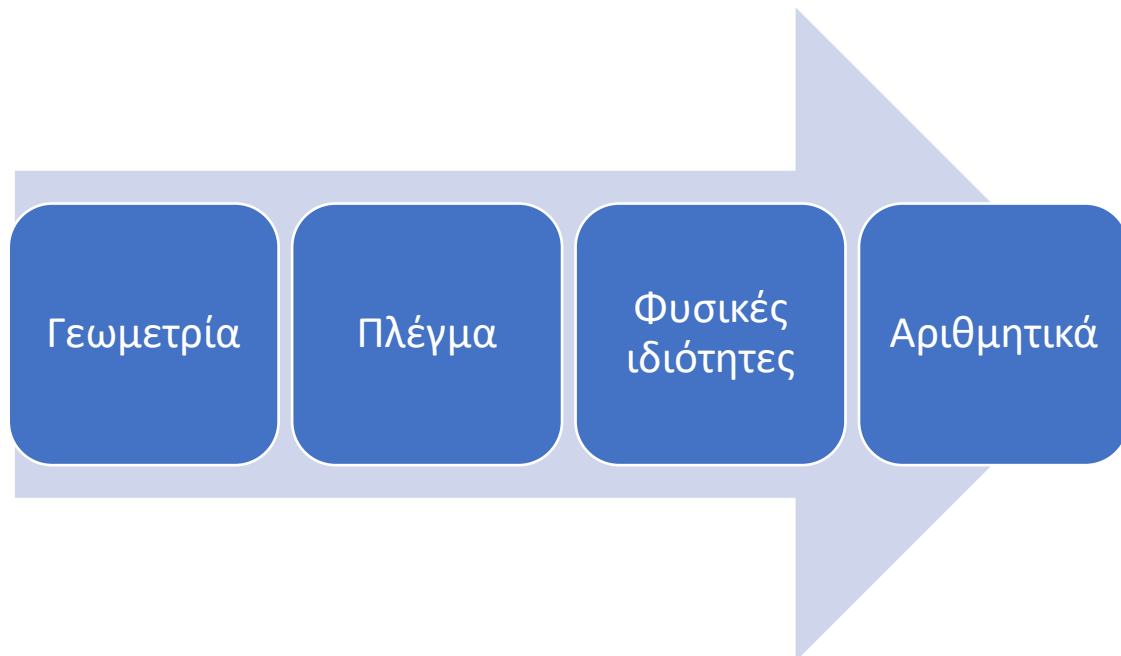 Γεωμετρία
Πλέγμα
Φυσικές
ιδιότητες
Αριθμητικά